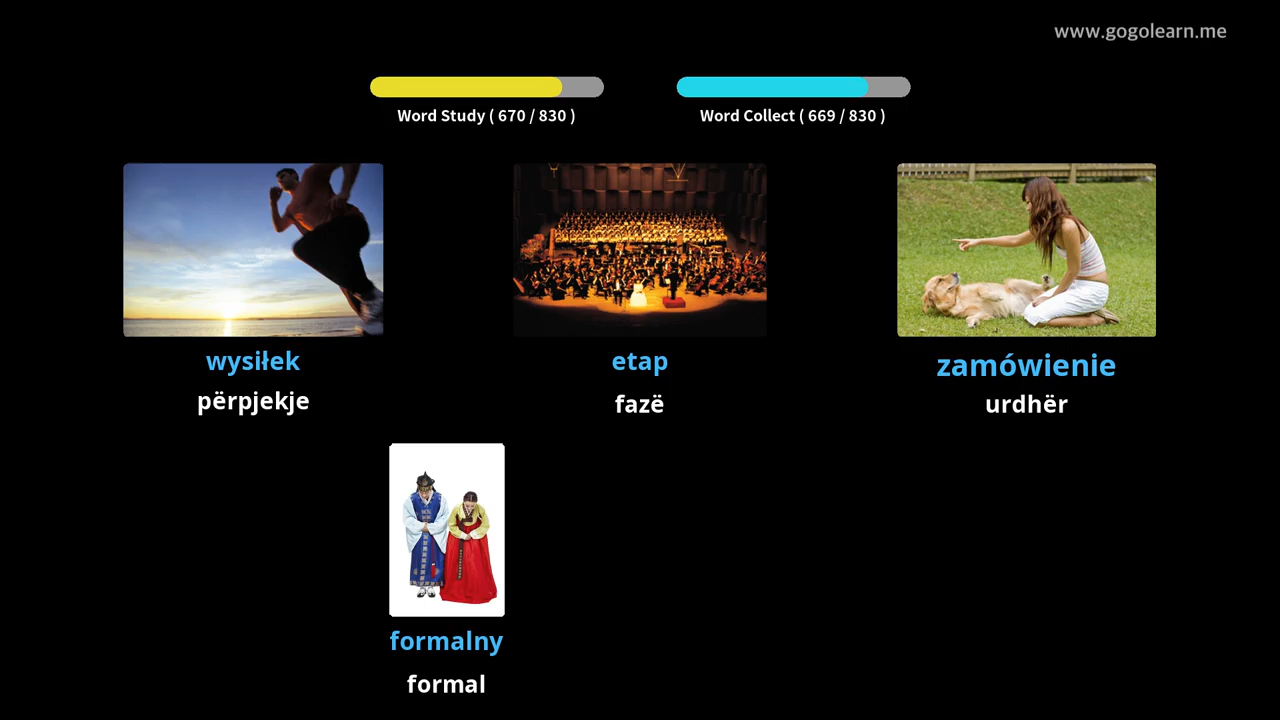 www.gogolearn.me
Word Study ( 670 / 830 )
Word Collect ( 669 / 830 )
wysiłek
etap
zamówienie
përpjekje
fazë
urdhër
formalny
formal